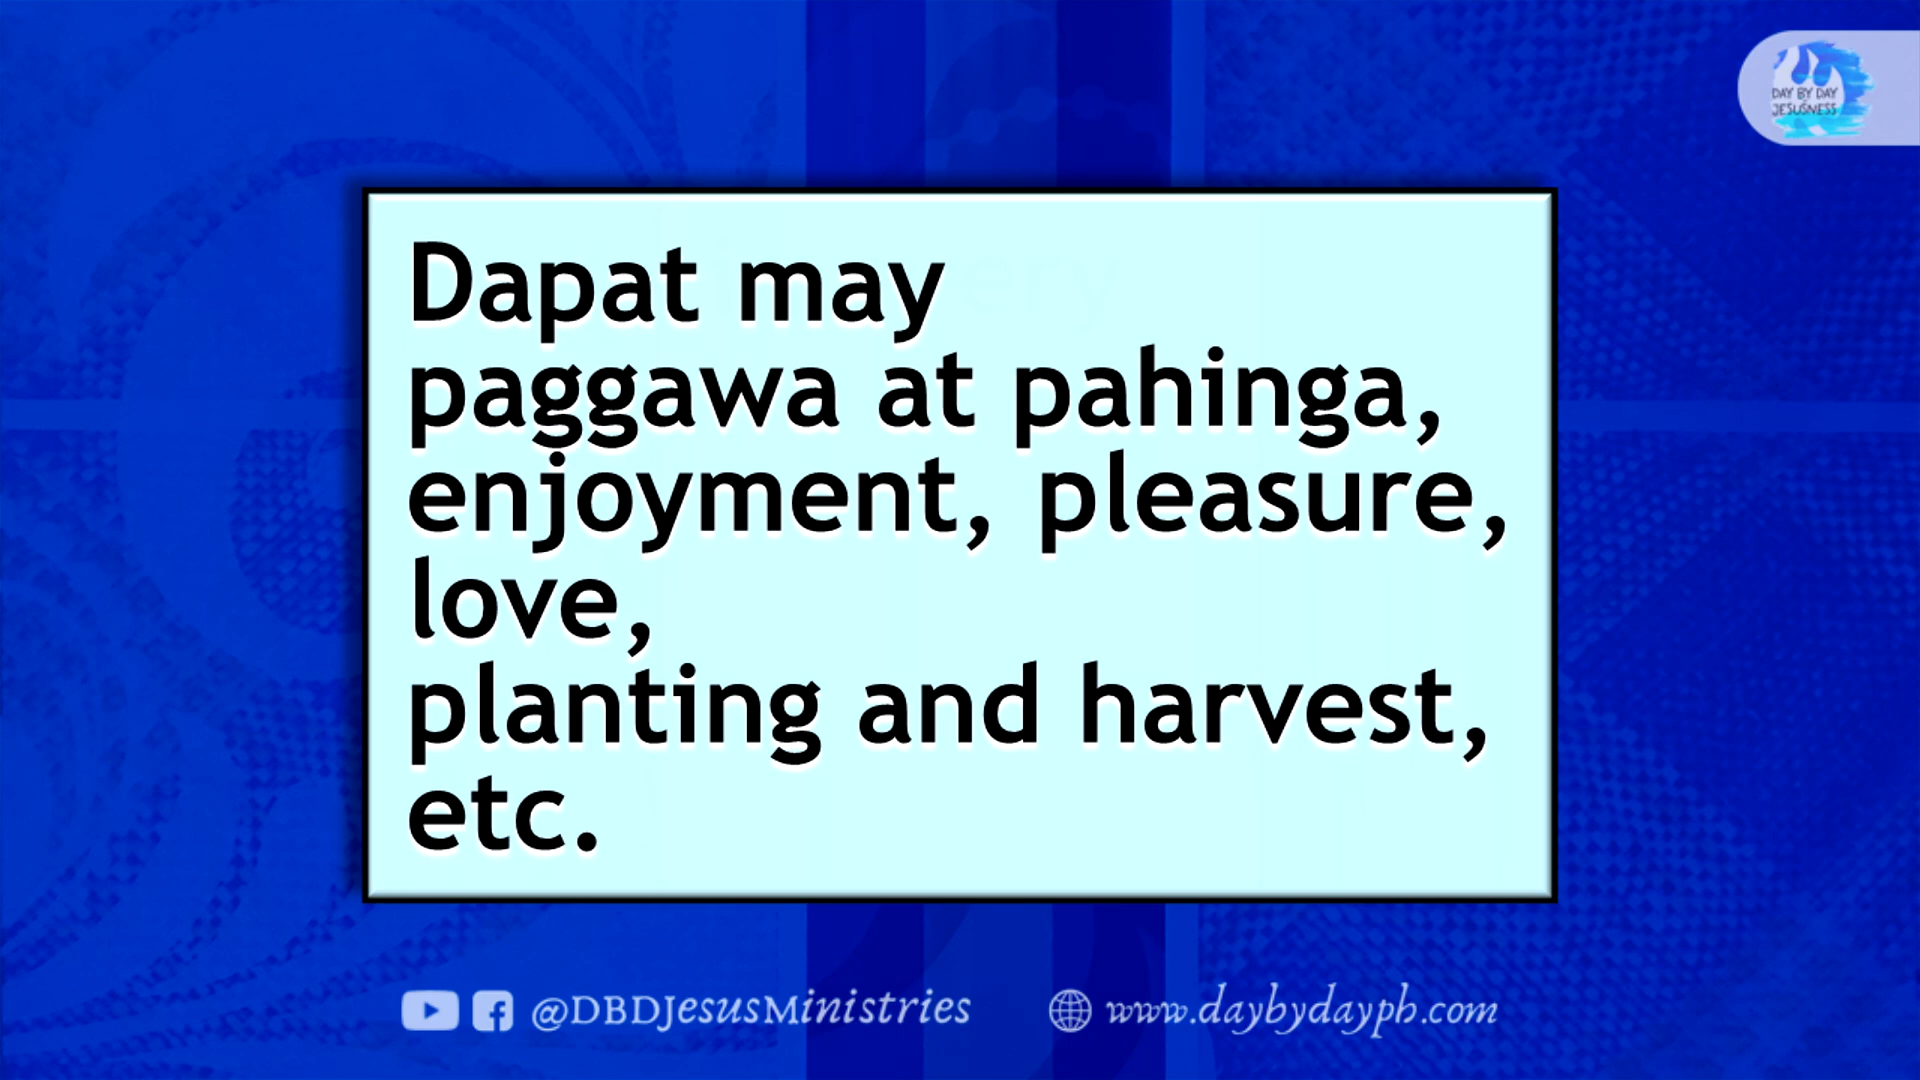 DAY BY DAY
JESUSNESS
Dapat may
paggawa at pahinga,
enjoyment, pleasure,
love,
planting and harvest,
etc.
@DBDJesusMinistries
www.daybydayph.com